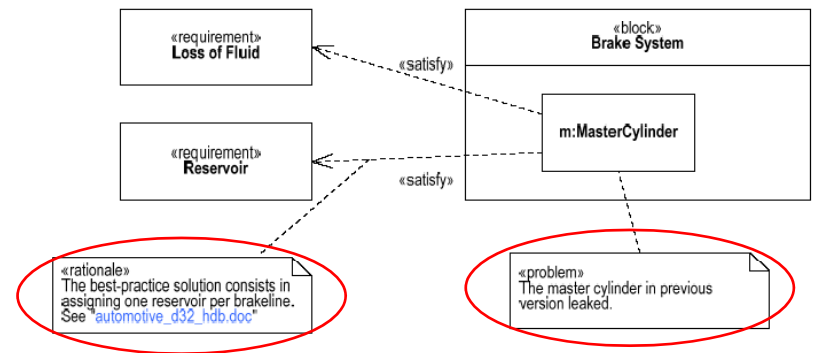 «requirement»
Loss of Fluid
«satisfy»
«block»
Brake System
m:MasterCylinder
«requirement»
Reservoir
«satisfy»
«rationale»
The best-practice solution consists in
assigning one reservoir per brakeline.
See "automotive_d32_hdb.doc"
«problem»
The master cylinder in previous
version leaked.